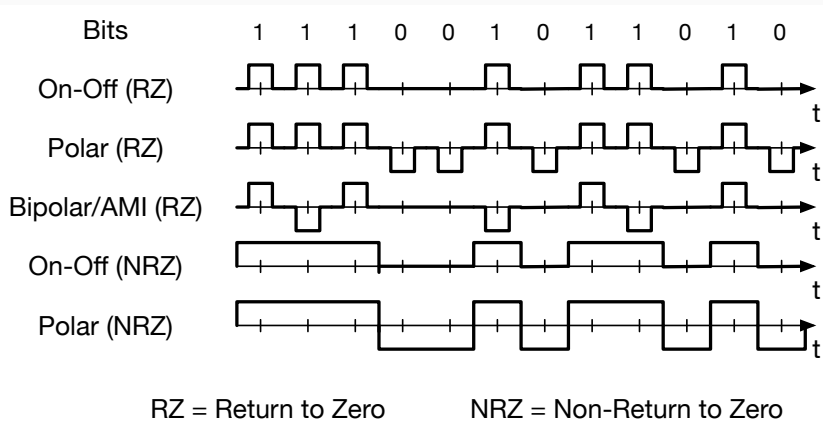 Bits 1 1 1 0 0 1 0 1 1 0 1 0
On-Off (RZ)
t
Polar (RZ)
t
Bipolar/AMI (RZ)
t
On-Off (NRZ)
t
Polar (NRZ)
t
RZ = Return to Zero NRZ = Non-Return to Zero